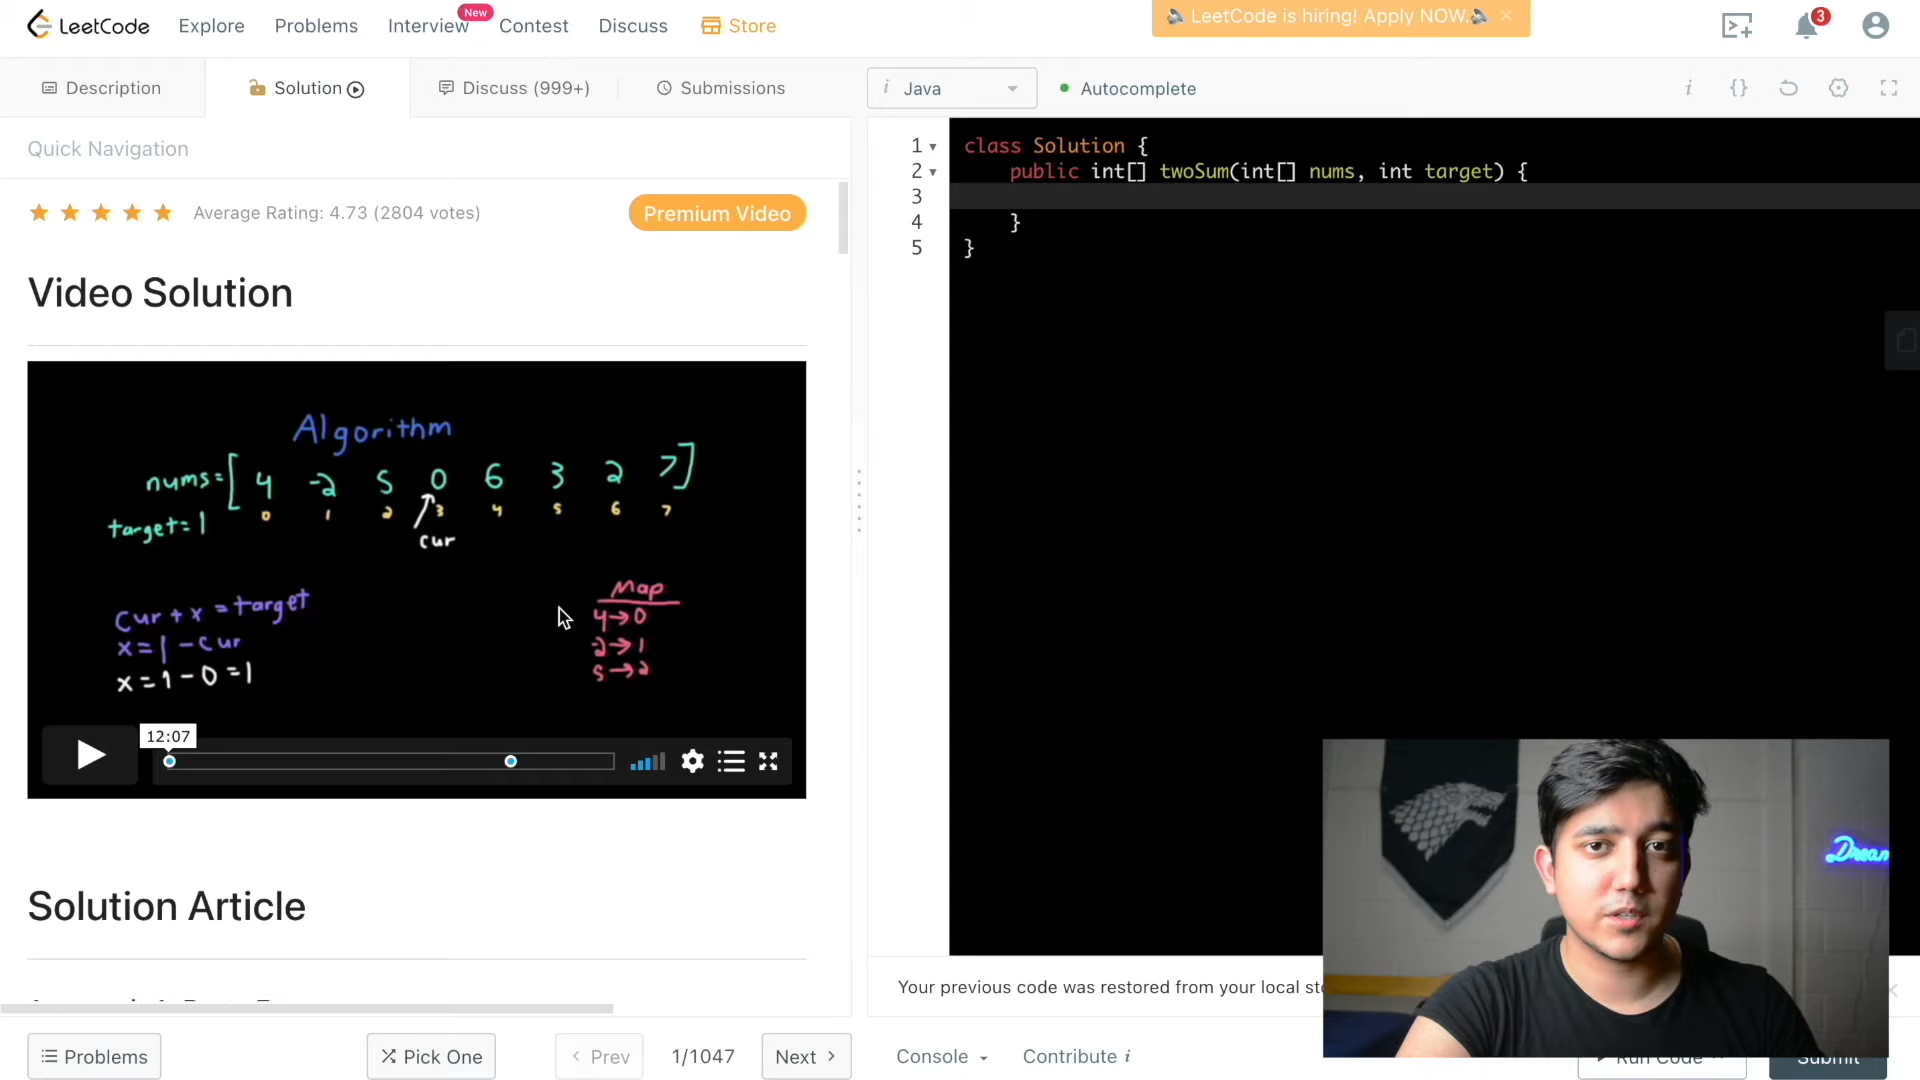 LeetCode
Explore
Problems
Interview
New
Contest
Discuss
Store
🔈 LeetCode is hiring! Apply NOW.🔈 ×
3
Description
Solution
Discuss (999+)
Submissions
i Java
Autocomplete
i {}
Quick Navigation
Average Rating: 4.73 (2804 votes)
Premium Video
Video Solution
Algorithm
nums=[ 4 -2 5 0 6 3 2 7]
0 1 2 3 4 5 6 7
target=1
cur
Cur + x = target
x = 1 - cur
x = 1 - 0 = 1
Map
4→0
-2→1
5→2
12:07
Solution Article
1 class Solution {
2 public int[] twoSum(int[] nums, int target) {
3
4 }
5 }
Your previous code was restored from your local
Dream
Problems
Pick One
< Prev
1/1047
Next >
Console
Contribute i
Run Code
Submit